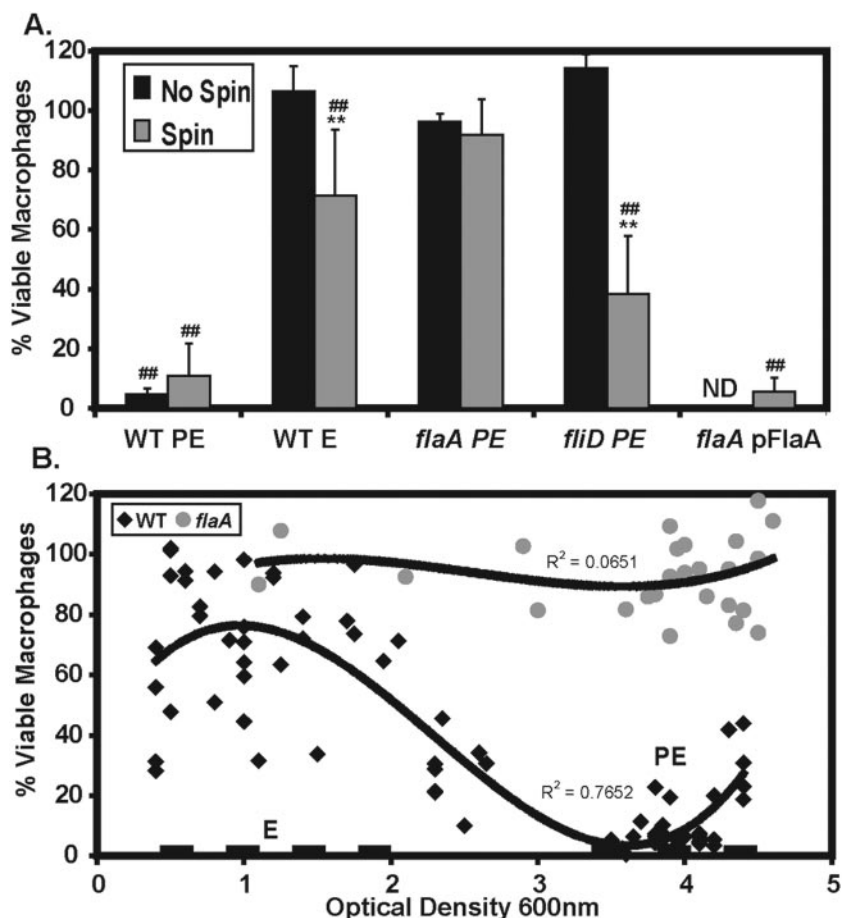 A.
120
100
80
60
40
20
0
% Viable Macrophages
No Spin
Spin
##
##
##
**
##
**
ND
##
WT PE
WT E
flaA PE
fliD PE
flaA pFlaA
B.
120
100
80
60
40
20
0
% Viable Macrophages
WT flaA
R² = 0.0651
PE
R² = 0.7652
E
0 1 2 3 4 5
Optical Density 600nm